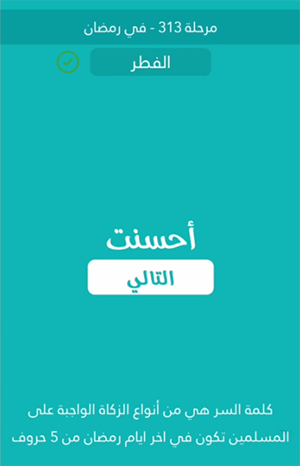 مرحلة 313 - في رمضان
الفطر
أحسنت
التالي
كلمة السر هي من أنواع الزكاة الواجبة على
المسلمين تكون في اخر ايام رمضان من 5 حروف